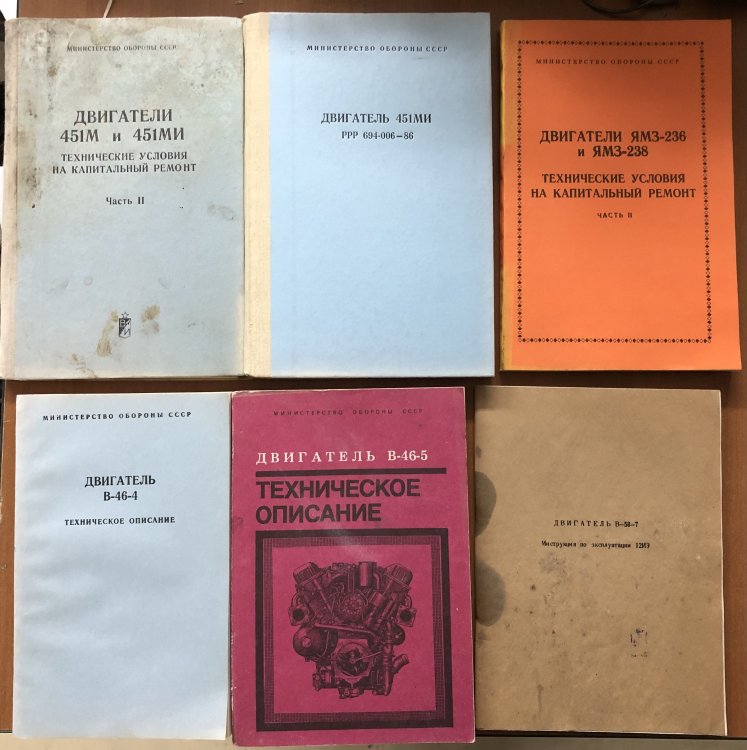 МИНИСТЕРСТВО ОБОРОНЫ СССР
ДВИГАТЕЛИ
451М и 451МИ
ТЕХНИЧЕСКИЕ УСЛОВИЯ
НА КАПИТАЛЬНЫЙ РЕМОНТ
Часть II
МИНИСТЕРСТВО ОБОРОНЫ СССР
ДВИГАТЕЛЬ 451МИ
РРР 694-006—86
МИНИСТЕРСТВО ОБОРОНЫ СССР
ДВИГАТЕЛИ ЯМЗ-236
и ЯМЗ-238
ТЕХНИЧЕСКИЕ УСЛОВИЯ
НА КАПИТАЛЬНЫЙ РЕМОНТ
ЧАСТЬ II
МИНИСТЕРСТВО ОБОРОНЫ СССР
ДВИГАТЕЛЬ
В-46-4
ТЕХНИЧЕСКОЕ ОПИСАНИЕ
МИНИСТЕРСТВО ОБОРОНЫ СССР
ДВИГАТЕЛЬ В-46-5
ТЕХНИЧЕСКОЕ
ОПИСАНИЕ
ДВИГАТЕЛЬ
Инструкция по эксплуатации